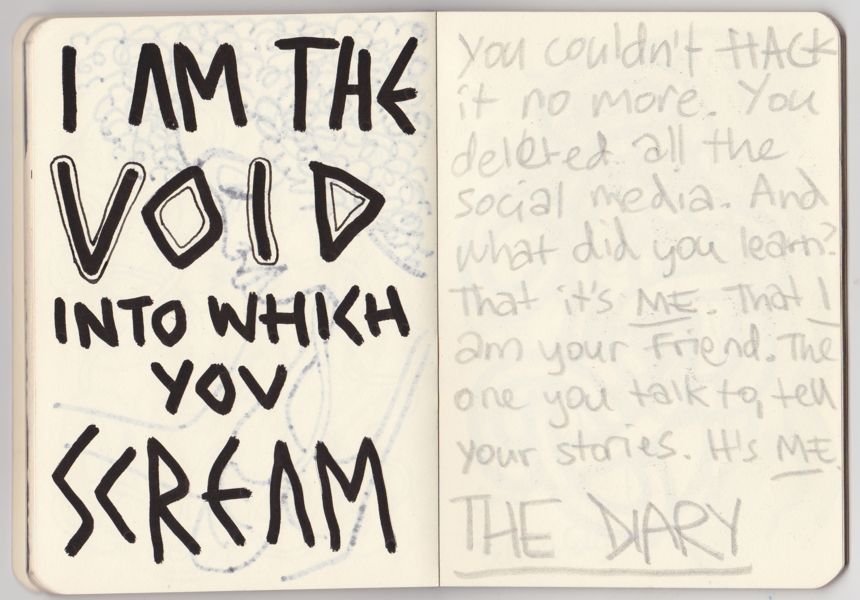 I AM THE
VOID
INTO WHICH
YOU
SCREAM
You couldn't HACK
it no more. You
deleted all the
social media. And
what did you learn?
That it's ME. That I
am your friend. The
one you talk to, tell
your stories. It's ME.
THE DIARY